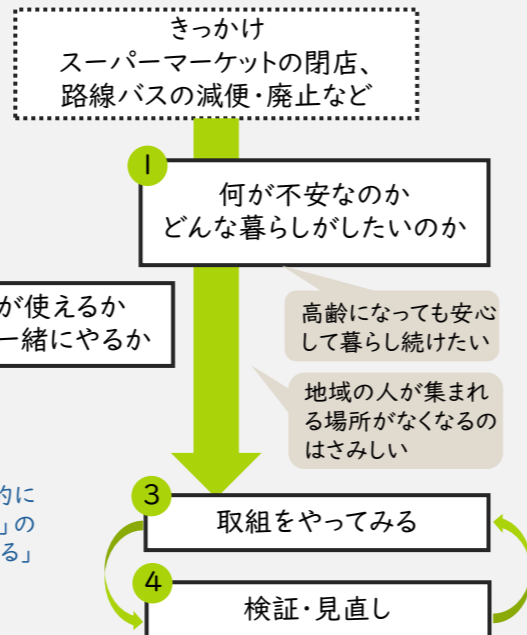 きっかけ
スーパーマーケットの閉店、
路線バスの減便・廃止など
1
何が不安なのか
どんな暮らしがしたいのか
が使えるか
一緒にやるか
高齢になっても安心
して暮らし続けたい
地域の人が集まれ
る場所がなくなるの
はさみしい
的に
」の
る」
3
取組をやってみる
4
検証・見直し